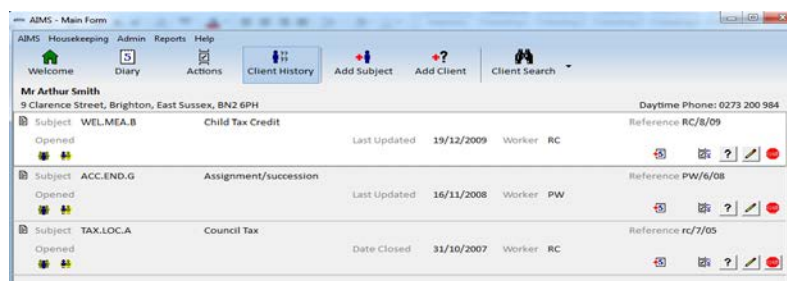 AIMS - Main Form
AIMS Housekeeping Admin Reports Help
Welcome Diary Actions Client History Add Subject Add Client Client Search
Mr Arthur Smith
9 Clarence Street, Brighton, East Sussex, BN2 6PH Daytime Phone: 0273 200 984
Subject WEL.MEA.B Child Tax Credit Reference RC/8/09
Opened Last Updated 19/12/2009 Worker RC
Subject ACC.END.G Assignment/succession Reference PW/6/08
Opened Last Updated 16/11/2008 Worker PW
Subject TAX.LOC.A Council Tax Reference rc/7/05
Opened Date Closed 31/10/2007 Worker RC